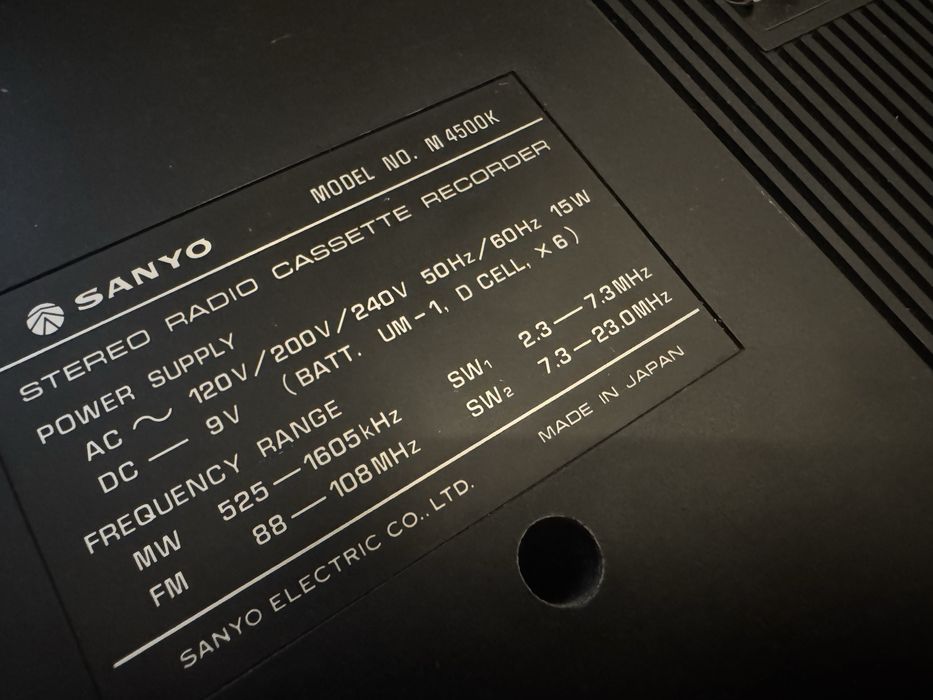 MODEL NO. M 4500K
SANYO
STEREO RADIO CASSETTE RECORDER
POWER SUPPLY
AC ～ 120V/200V/240V 50Hz/60Hz 15W
DC — 9V (BATT. UM-1, D CELL, ×6)
FREQUENCY RANGE
MW 525—1605kHz SW₁ 2.3—7.3MHz
FM 88—108MHz SW₂ 7.3—23.0MHz
SANYO ELECTRIC CO., LTD. MADE IN JAPAN